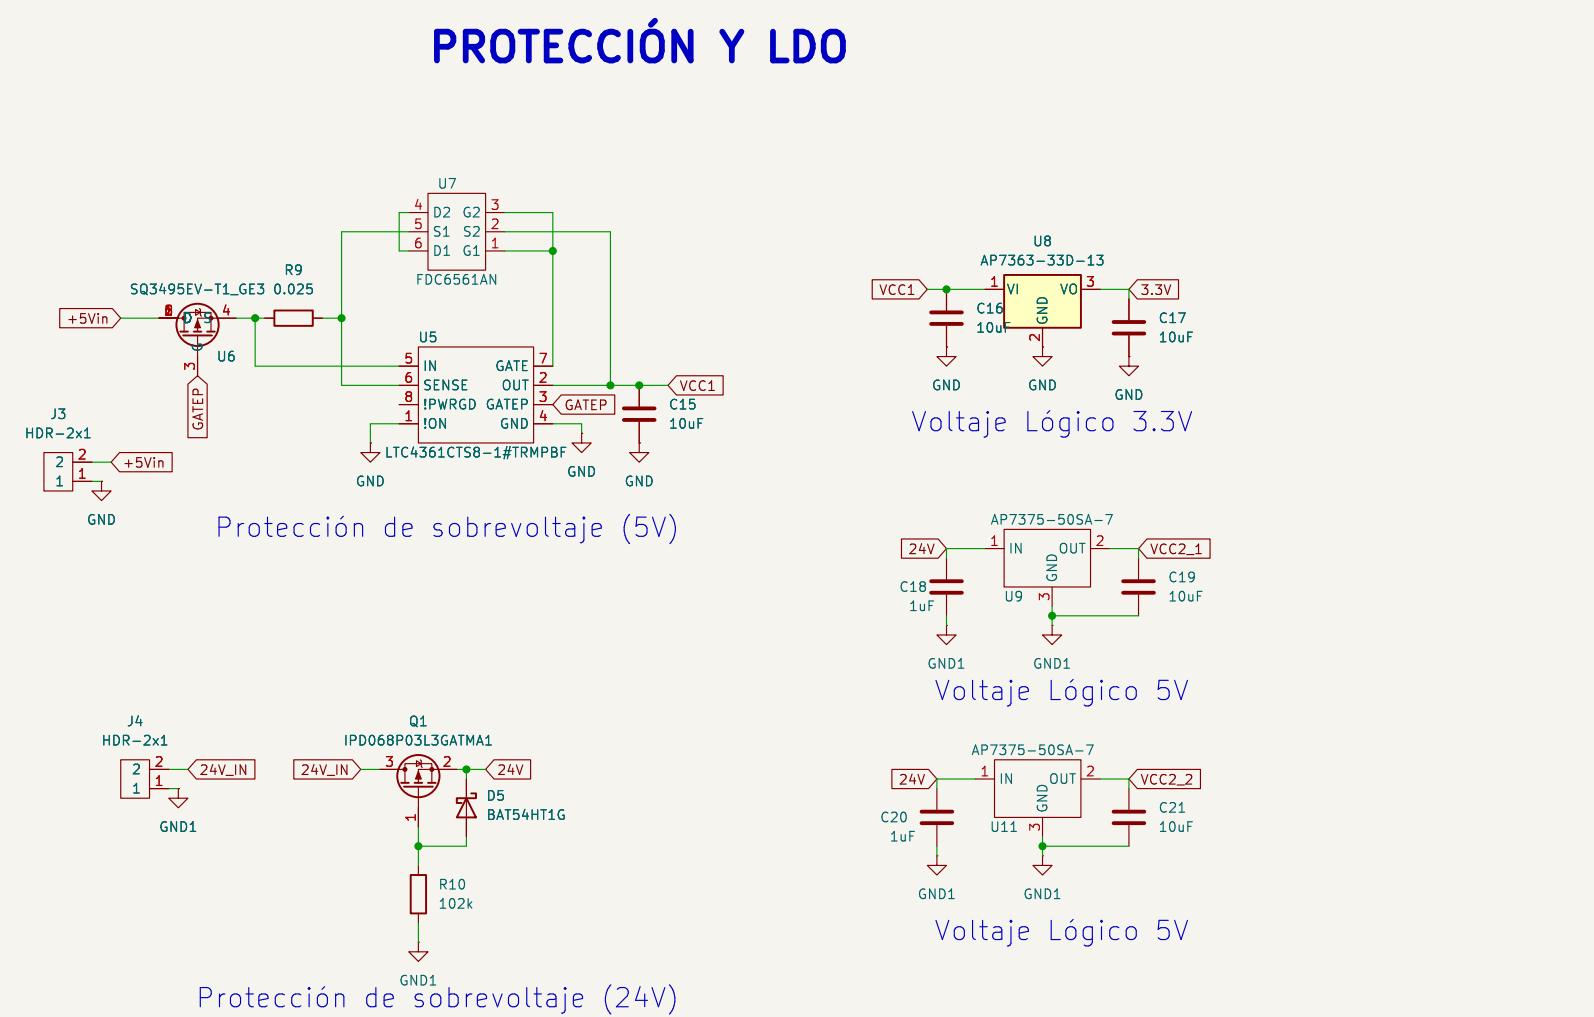 PROTECCIÓN Y LDO
U7
4 D2 G2 3
5 S1 S2 2
6 D1 G1 1
FDC6561AN
R9
SQ3495EV-T1_GE3 0.025
+5Vin
D S 4
G
U6
3
GATEP
U5
5 IN GATE 7
6 SENSE OUT 2
8 !PWRGD GATEP 3
1 !ON GND 4
LTC4361CTS8-1#TRMPBF
VCC1
GATEP
C15
10uF
GND
GND
GND
J3
HDR-2x1
2 2 +5Vin
1 1
GND
Protección de sobrevoltaje (5V)
U8
AP7363-33D-13
VCC1 1 VI VO 3 3.3V
GND
2
C16
10uF
C17
10uF
GND
GND
GND
Voltaje Lógico 3.3V
AP7375-50SA-7
24V 1 IN OUT 2 VCC2_1
GND
3
C18
1uF
U9
C19
10uF
GND1
GND1
Voltaje Lógico 5V
J4
HDR-2x1
2 2 24V_IN
1 1
GND1
Q1
IPD068P03L3GATMA1
24V_IN 3 2 24V
1
D5
BAT54HT1G
R10
102k
GND1
Protección de sobrevoltaje (24V)
AP7375-50SA-7
24V 1 IN OUT 2 VCC2_2
GND
3
C20
1uF
U11
C21
10uF
GND1
GND1
Voltaje Lógico 5V